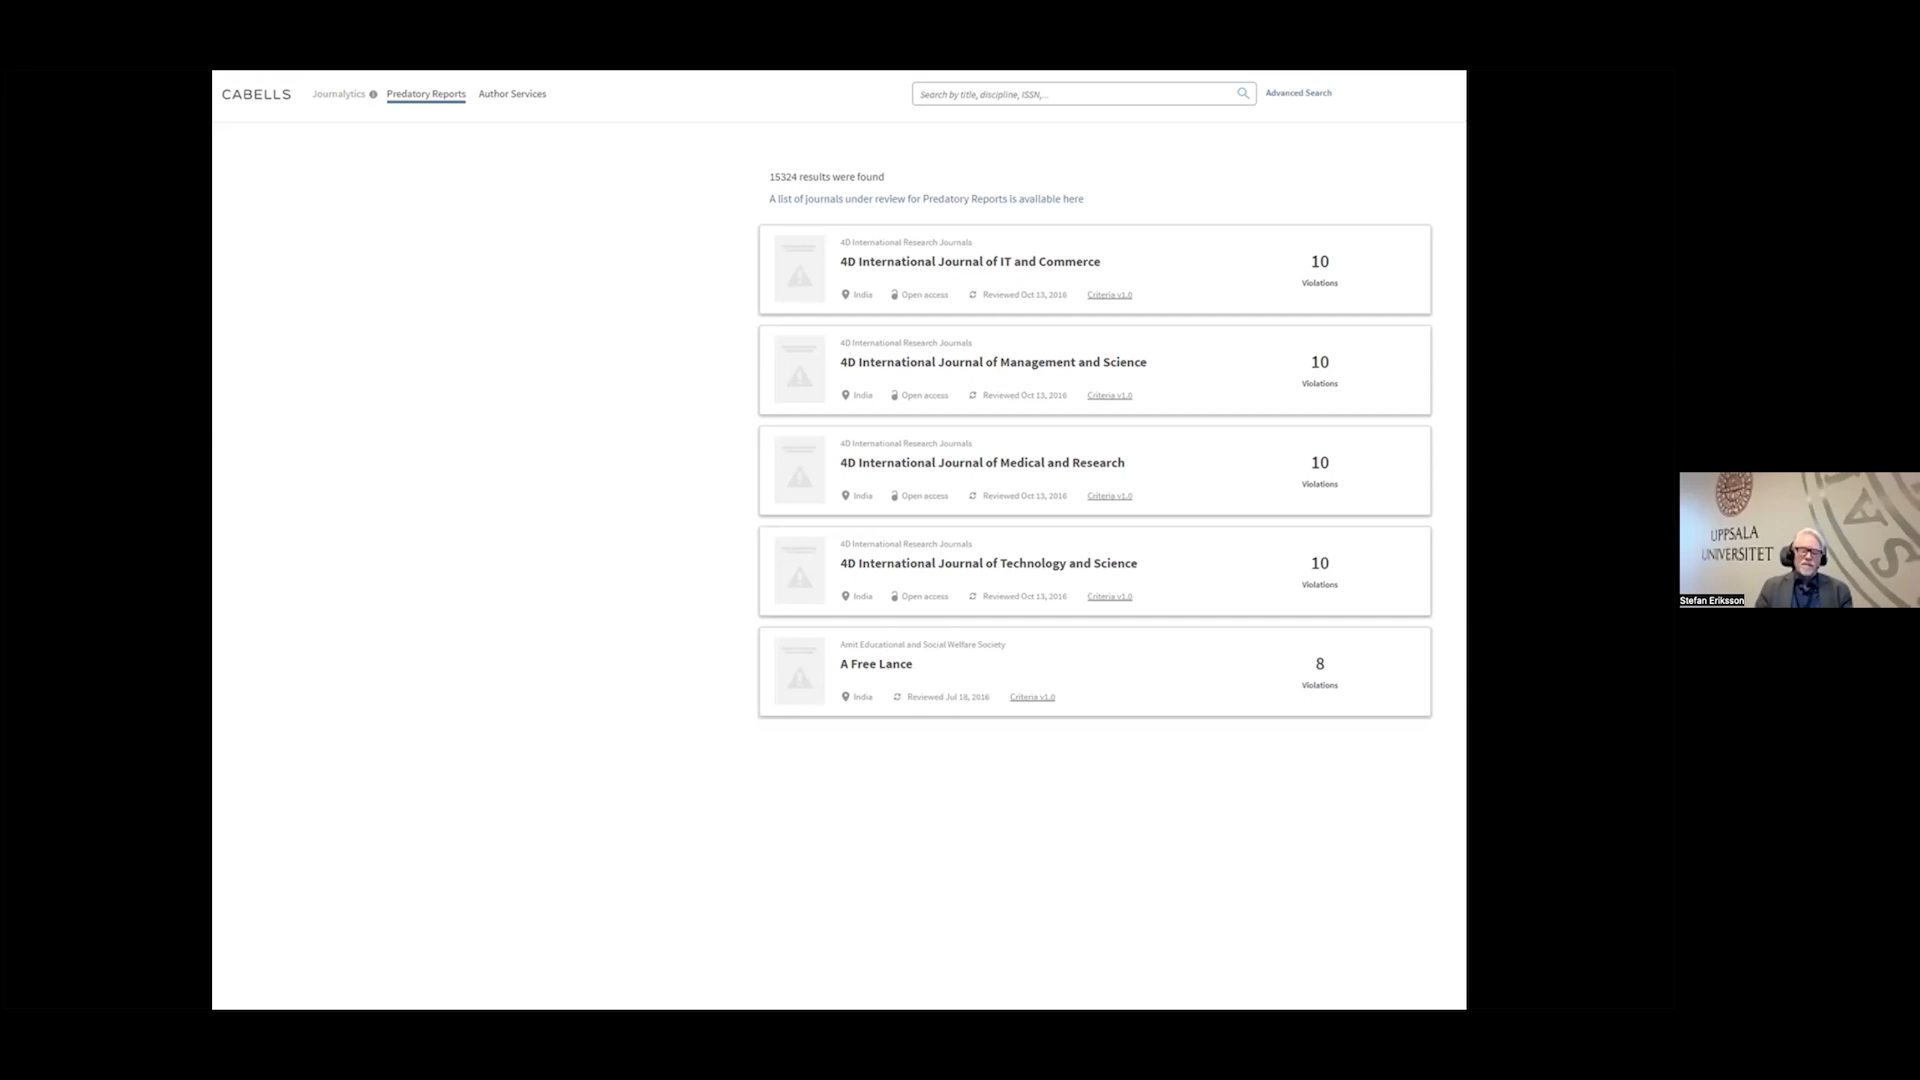 CABELLS Journalytics Predatory Reports Author Services Search by title, discipline, ISSN,... Advanced Search
15324 results were found
A list of journals under review for Predatory Reports is available here
4D International Research Journals
4D International Journal of IT and Commerce
India Open access Reviewed Oct 13, 2016 Criteria v1.0
10
Violations
4D International Research Journals
4D International Journal of Management and Science
India Open access Reviewed Oct 13, 2016 Criteria v1.0
10
Violations
4D International Research Journals
4D International Journal of Medical and Research
India Open access Reviewed Oct 13, 2016 Criteria v1.0
10
Violations
4D International Research Journals
4D International Journal of Technology and Science
India Open access Reviewed Oct 13, 2016 Criteria v1.0
10
Violations
Amit Educational and Social Welfare Society
A Free Lance
India Reviewed Jul 18, 2016 Criteria v1.0
8
Violations
UPPSALA
UNIVERSITET
Stefan Eriksson